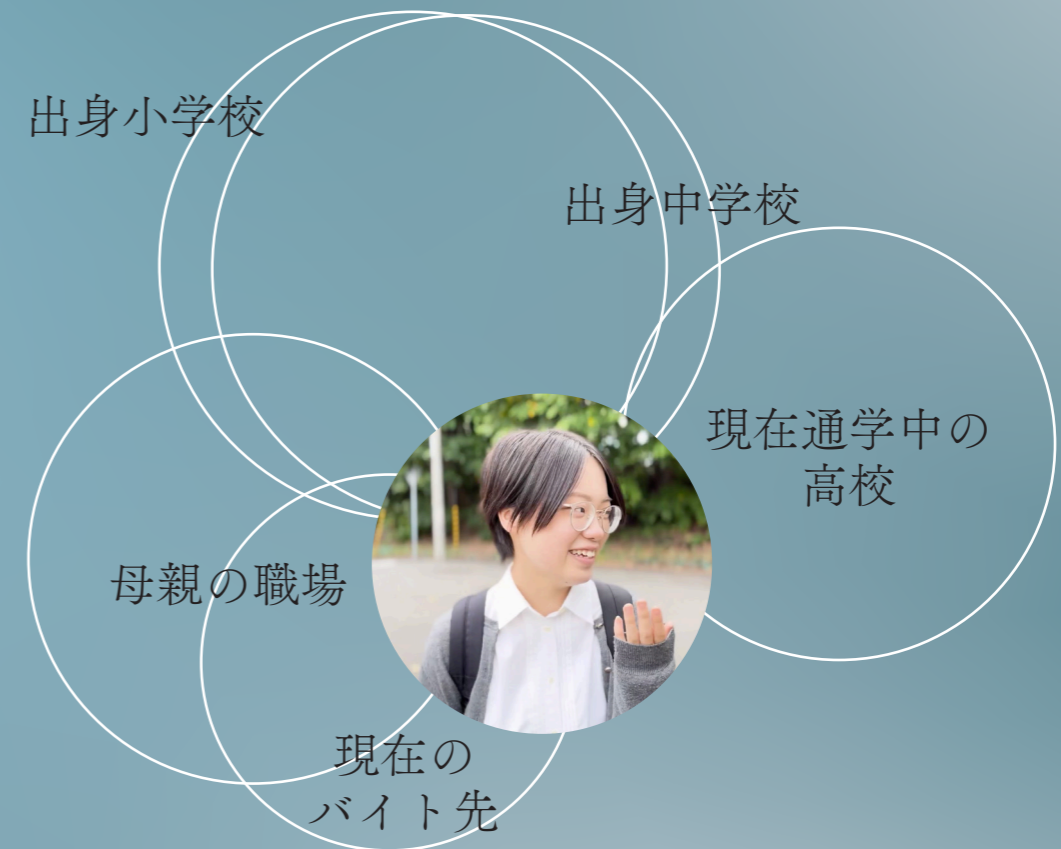 出身小学校
出身中学校
現在通学中の
高校
母親の職場
現在の
バイト先